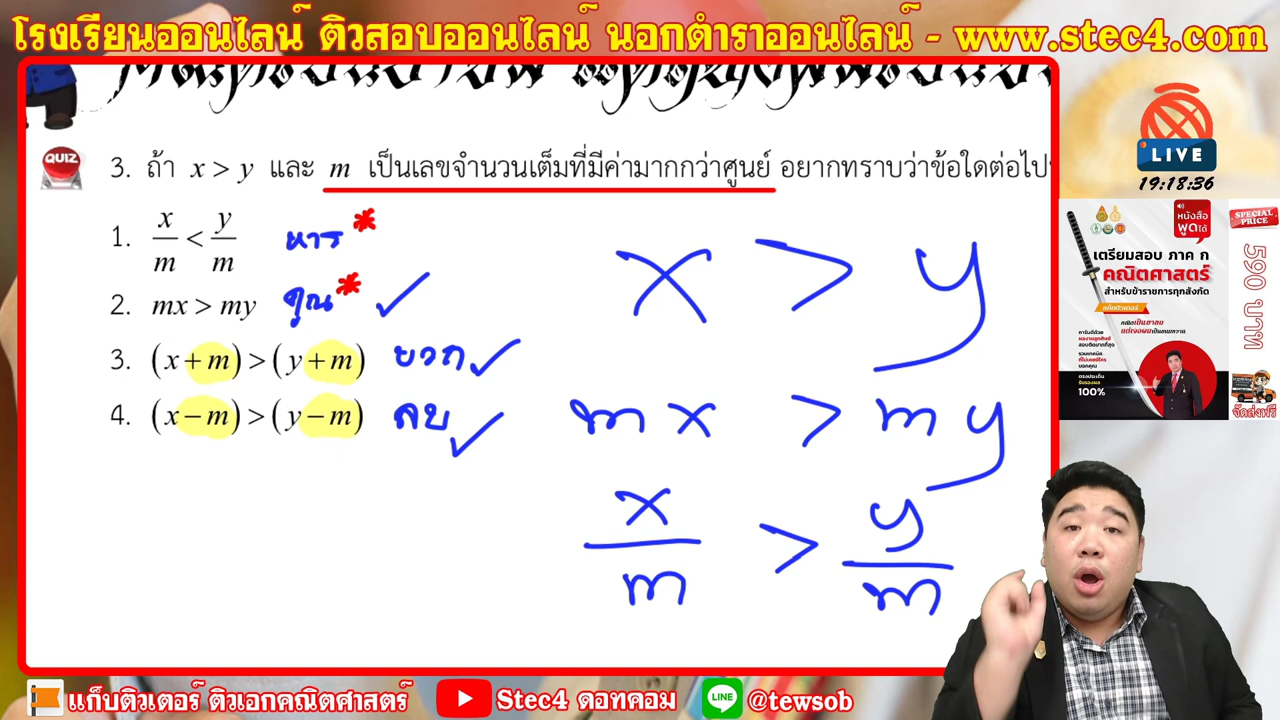 โรงเรียนออนไลน์ ติวสอบออนไลน์ นอกตำราออนไลน์ - www.stec4.com
QUIZ
3. ถ้า x > y และ m เป็นเลขจำนวนเต็มที่มีค่ามากกว่าศูนย์ อยากทราบว่าข้อใดต่อไป
1. x/m < y/m หาร *
2. mx > my คูณ * ✓
3. (x + m) > (y + m) บวก ✓
4. (x − m) > (y − m) ลบ ✓
x > y
mx > my
x/m > y/m
LIVE
19:18:36
หนังสือ
พูดได้
เตรียมสอบ ภาค ก
คณิตศาสตร์
สำหรับข้าราชการทุกสังกัด
100%
SPECIAL
PRICE
590 บาท
จัดส่งฟรี
แก็บติวเตอร์ ติวเอกคณิตศาสตร์
Stec4 ดอทคอม
LINE
@tewsob